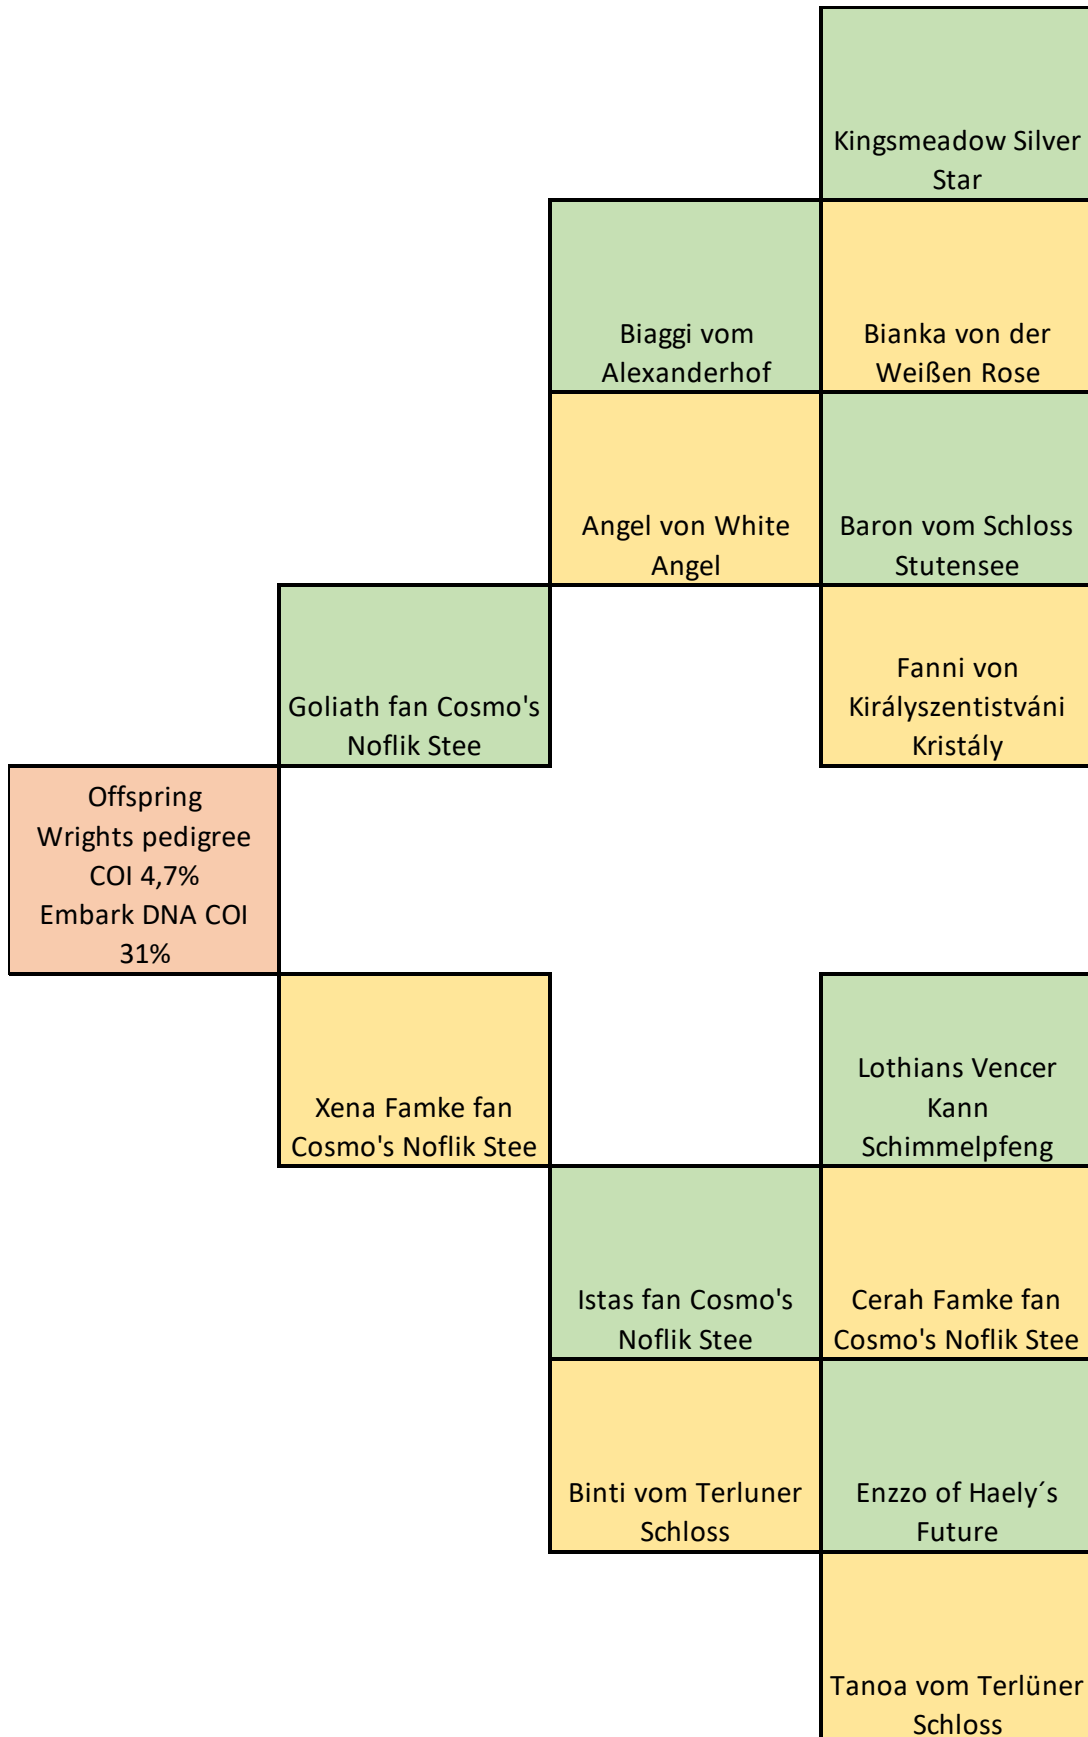 Kingsmeadow Silver
Star
Biaggi vom
Alexanderhof
Bianka von der
Weißen Rose
Angel von White
Angel
Baron vom Schloss
Stutensee
Goliath fan Cosmo's
Noflik Stee
Fanni von
Királyszentistváni
Kristály
Offspring
Wrights pedigree
COI 4,7%
Embark DNA COI
31%
Xena Famke fan
Cosmo's Noflik Stee
Lothians Vencer
Kann
Schimmelpfeng
Istas fan Cosmo's
Noflik Stee
Cerah Famke fan
Cosmo's Noflik Stee
Binti vom Terluner
Schloss
Enzzo of Haely´s
Future
Tanoa vom Terlüner
Schloss